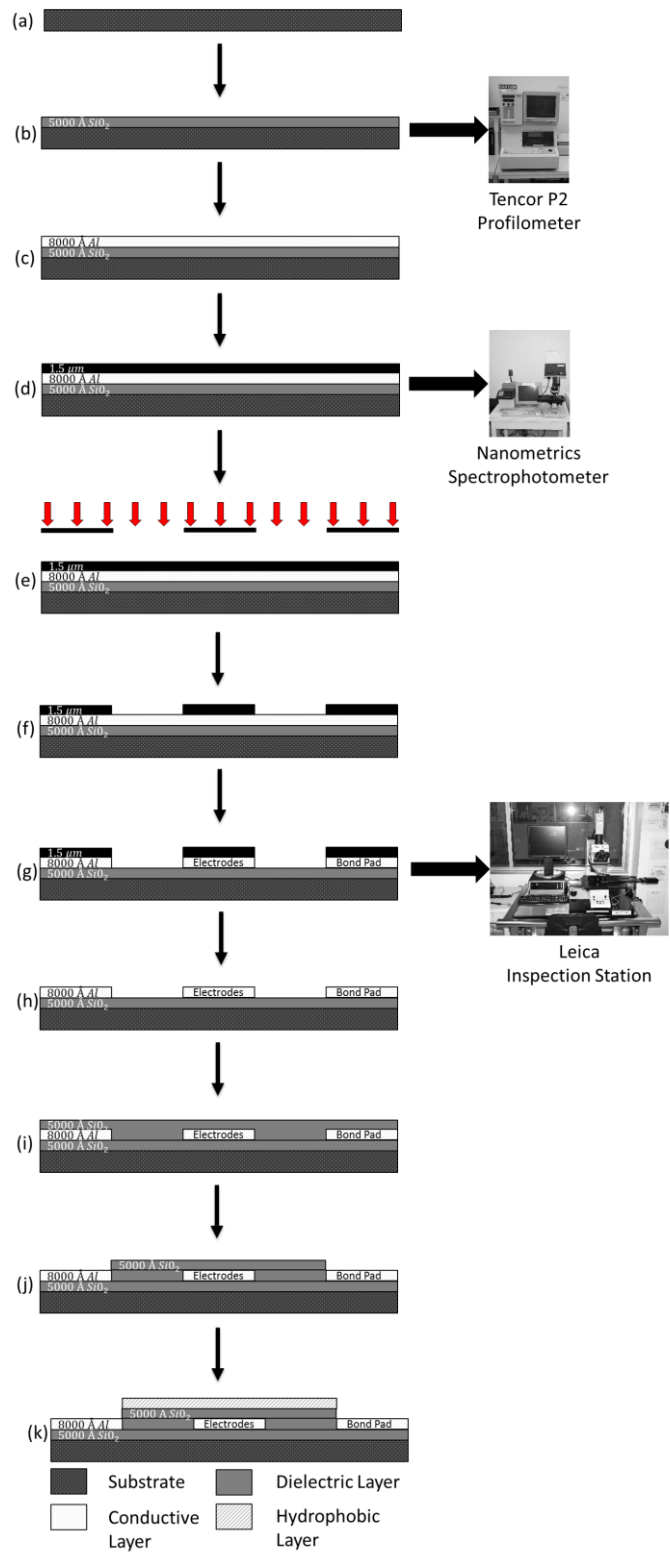 (a)
(b)
5000 Å SiO₂
Tencor P2
Profilometer
(c)
8000 Å Al
5000 Å SiO₂
(d)
1.5 μm
8000 Å Al
5000 Å SiO₂
Nanometrics
Spectrophotometer
(e)
1.5 μm
8000 Å Al
5000 Å SiO₂
(f)
1.5 μm
8000 Å Al
5000 Å SiO₂
(g)
1.5 μm
8000 Å Al
Electrodes
Bond Pad
5000 Å SiO₂
Leica
Inspection Station
(h)
8000 Å Al
Electrodes
Bond Pad
5000 Å SiO₂
(i)
5000 Å SiO₂
8000 Å Al
Electrodes
Bond Pad
5000 Å SiO₂
(j)
5000 Å SiO₂
8000 Å Al
Electrodes
Bond Pad
5000 Å SiO₂
(k)
5000 Å SiO₂
8000 Å Al
Electrodes
Bond Pad
5000 Å SiO₂
Substrate
Dielectric Layer
Conductive
Layer
Hydrophobic
Layer